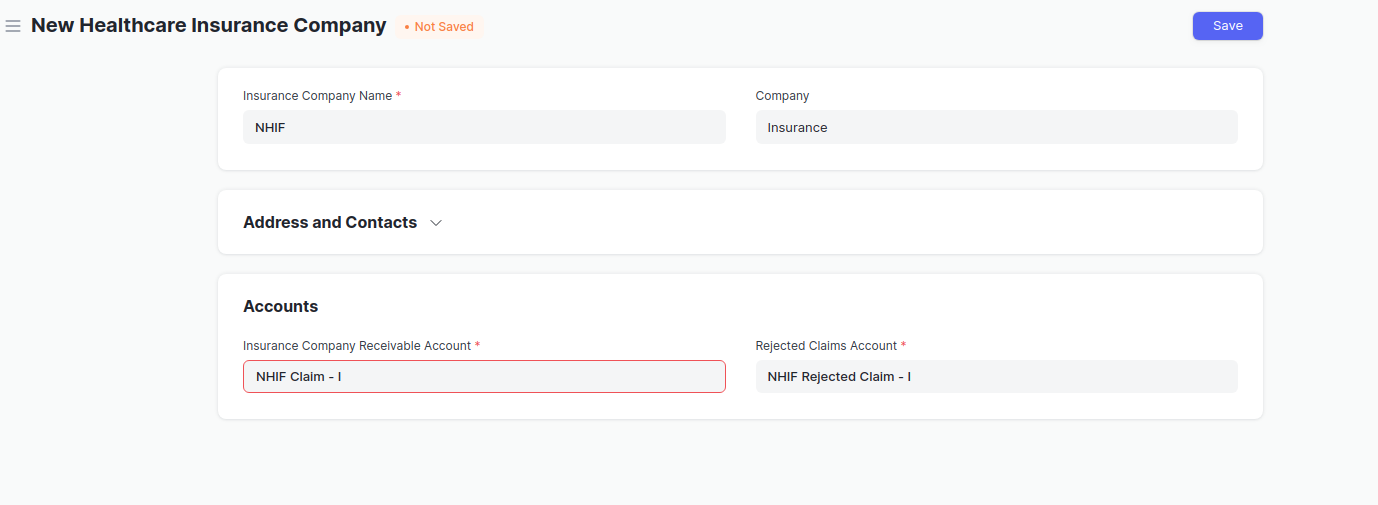 New Healthcare Insurance Company • Not Saved Save
Insurance Company Name * Company
NHIF Insurance
Address and Contacts
Accounts
Insurance Company Receivable Account * Rejected Claims Account *
NHIF Claim - I NHIF Rejected Claim - I